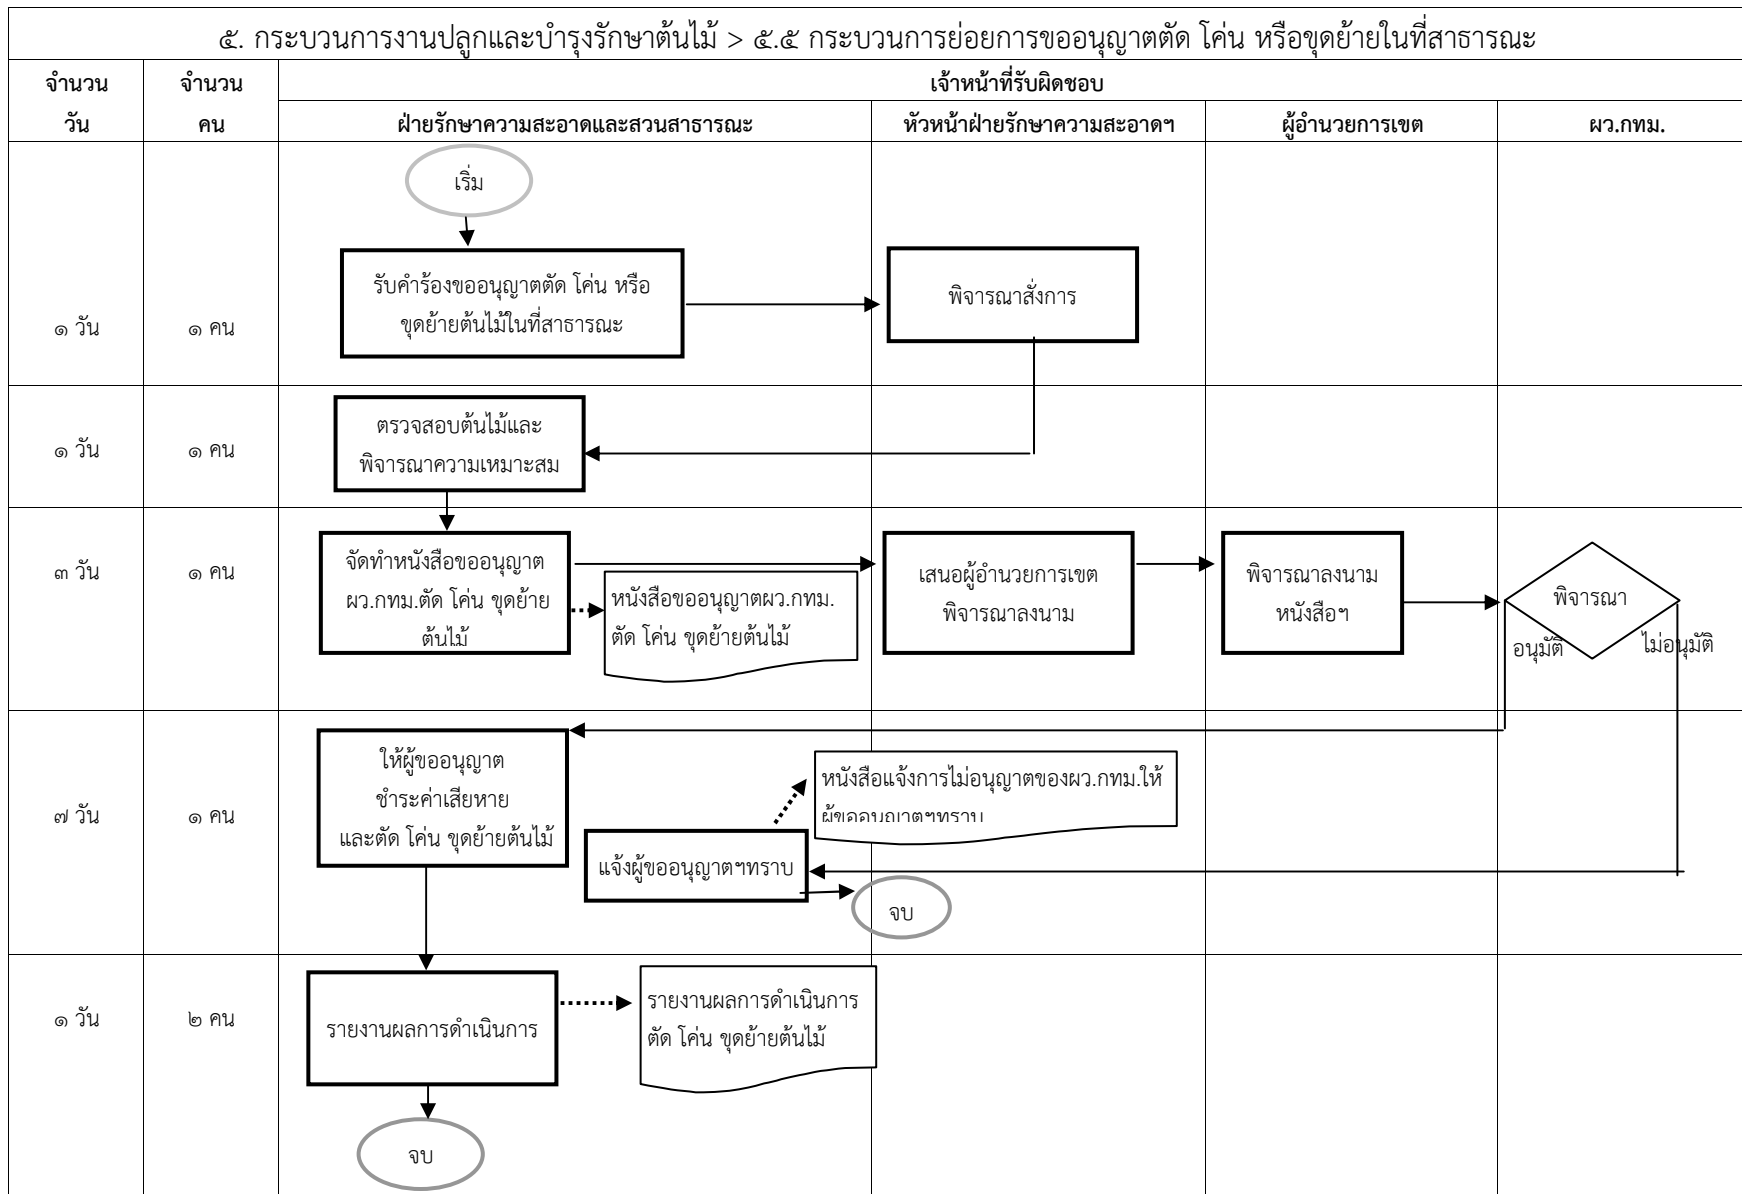 ๕. กระบวนการงานปลูกและบำรุงรักษาต้นไม้ > ๕.๕ กระบวนการย่อยการขออนุญาตตัด โค่น หรือขุดย้ายในที่สาธารณะ
จำนวน
วัน
จำนวน
คน
เจ้าหน้าที่รับผิดชอบ
ฝ่ายรักษาความสะอาดและสวนสาธารณะ
หัวหน้าฝ่ายรักษาความสะอาดฯ
ผู้อำนวยการเขต
ผว.กทม.
เริ่ม
๑ วัน
๑ คน
รับคำร้องขออนุญาตตัด โค่น หรือ
ขุดย้ายต้นไม้ในที่สาธารณะ
พิจารณาสั่งการ
๑ วัน
๑ คน
ตรวจสอบต้นไม้และ
พิจารณาความเหมาะสม
๓ วัน
๑ คน
จัดทำหนังสือขออนุญาต
ผว.กทม.ตัด โค่น ขุดย้าย
ต้นไม้
หนังสือขออนุญาตผว.กทม.
ตัด โค่น ขุดย้ายต้นไม้
เสนอผู้อำนวยการเขต
พิจารณาลงนาม
พิจารณาลงนาม
หนังสือฯ
พิจารณา
อนุมัติ
ไม่อนุมัติ
๗ วัน
๑ คน
ให้ผู้ขออนุญาต
ชำระค่าเสียหาย
และตัด โค่น ขุดย้ายต้นไม้
หนังสือแจ้งการไม่อนุญาตของผว.กทม.ให้
ผู้ขออนุญาตฯทราบ
แจ้งผู้ขออนุญาตฯทราบ
จบ
๑ วัน
๒ คน
รายงานผลการดำเนินการ
รายงานผลการดำเนินการ
ตัด โค่น ขุดย้ายต้นไม้
จบ